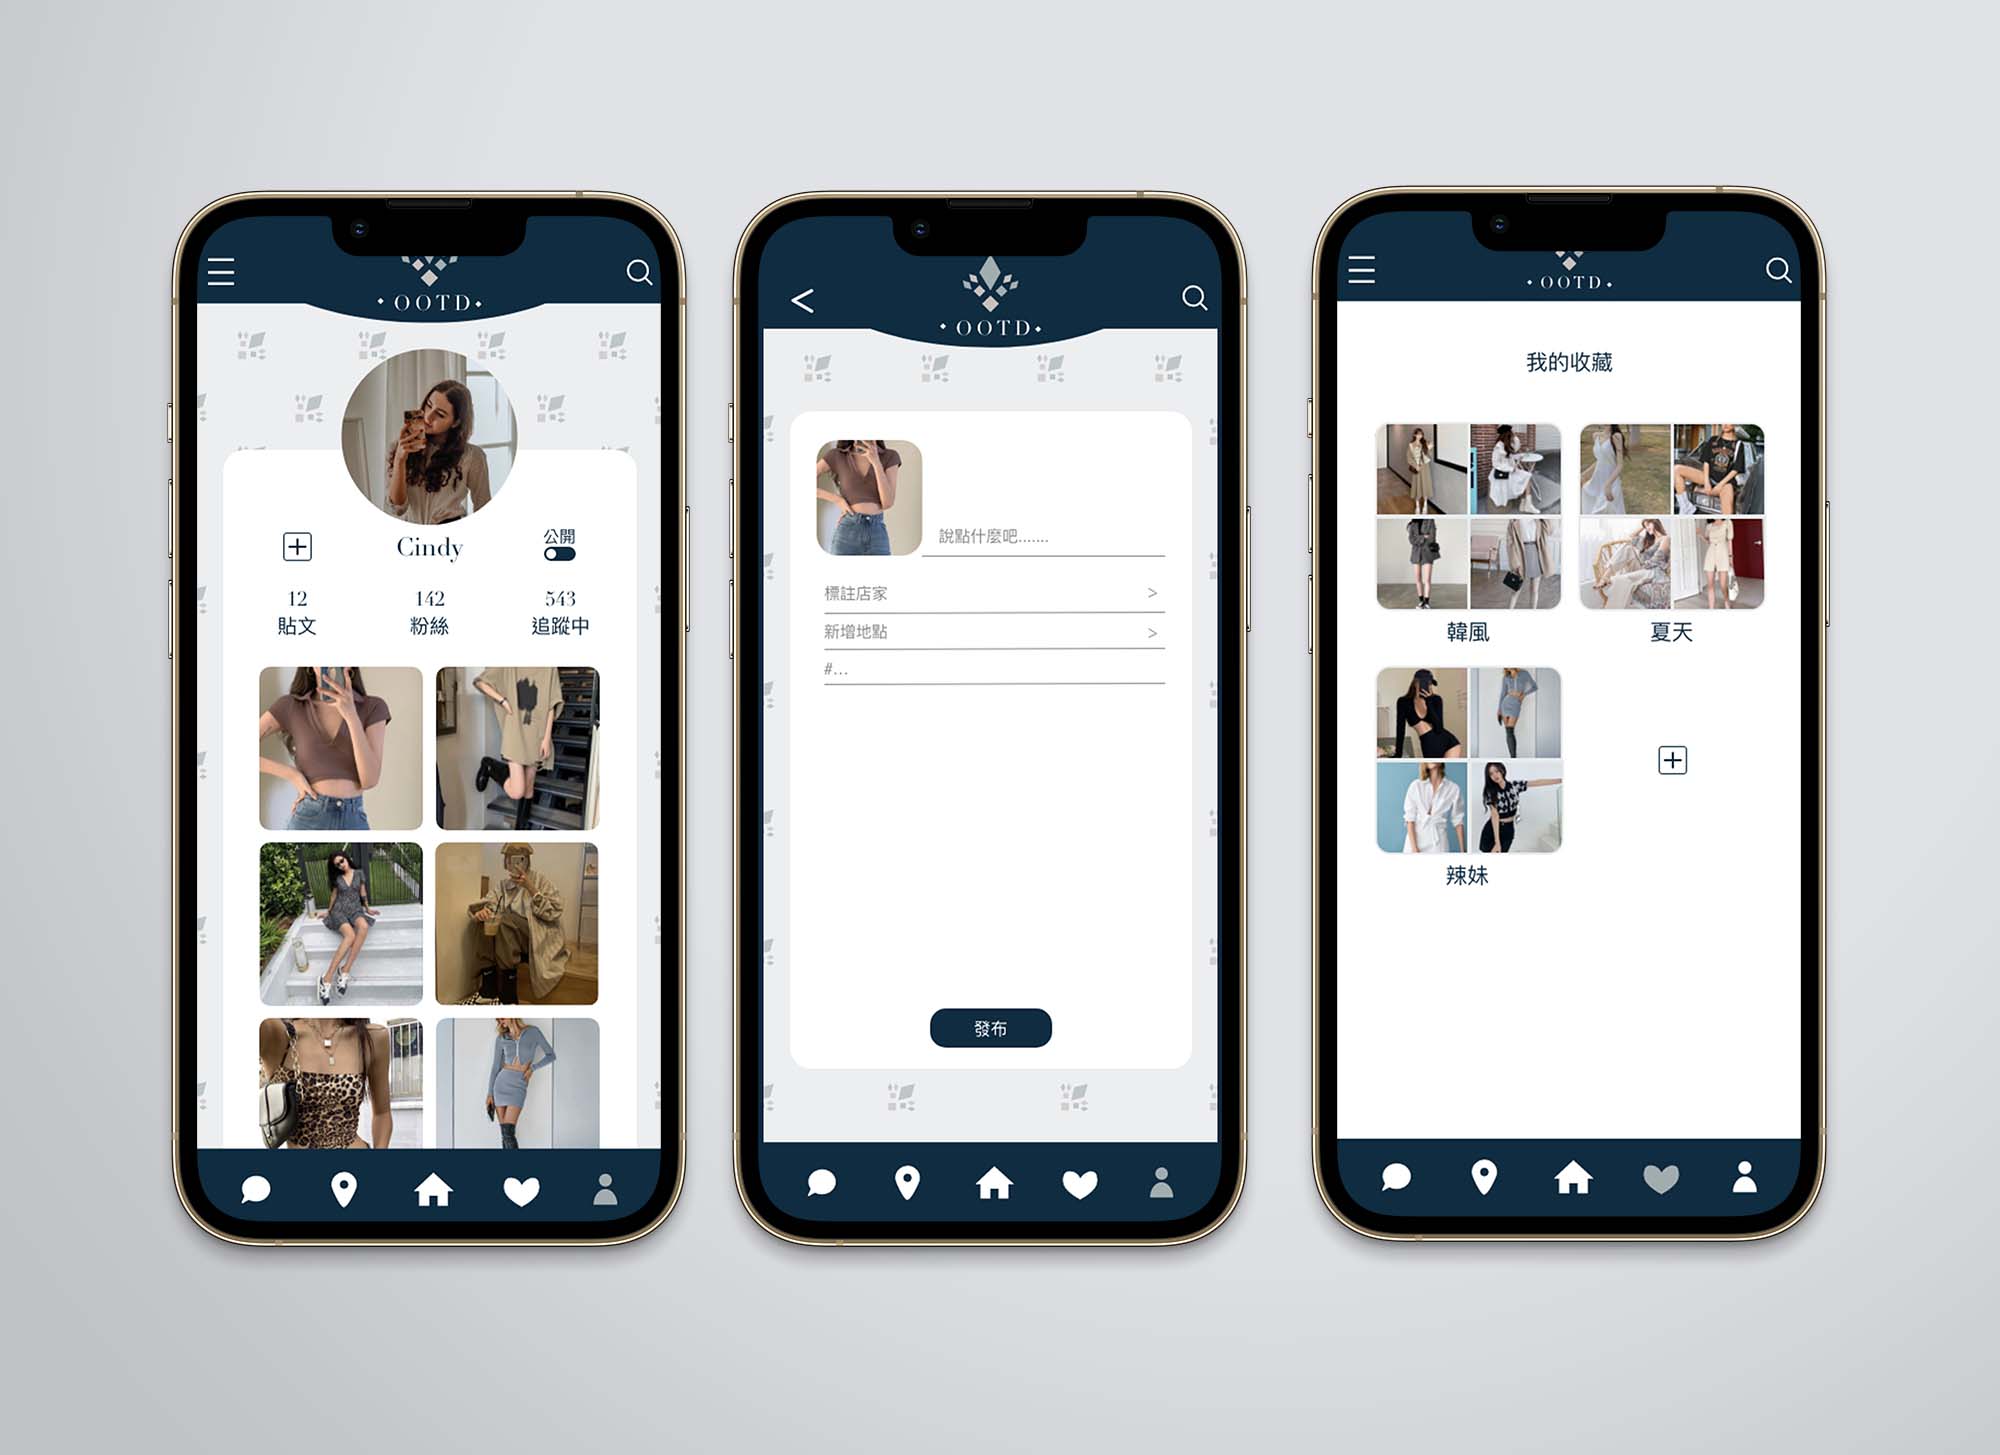 • OOTD •
Cindy
公開
12
貼文
142
粉絲
543
追蹤中
• OOTD •
說點什麼吧.......
標註店家 >
新增地點 >
#...
發布
• OOTD •
我的收藏
韓風
夏天
辣妹